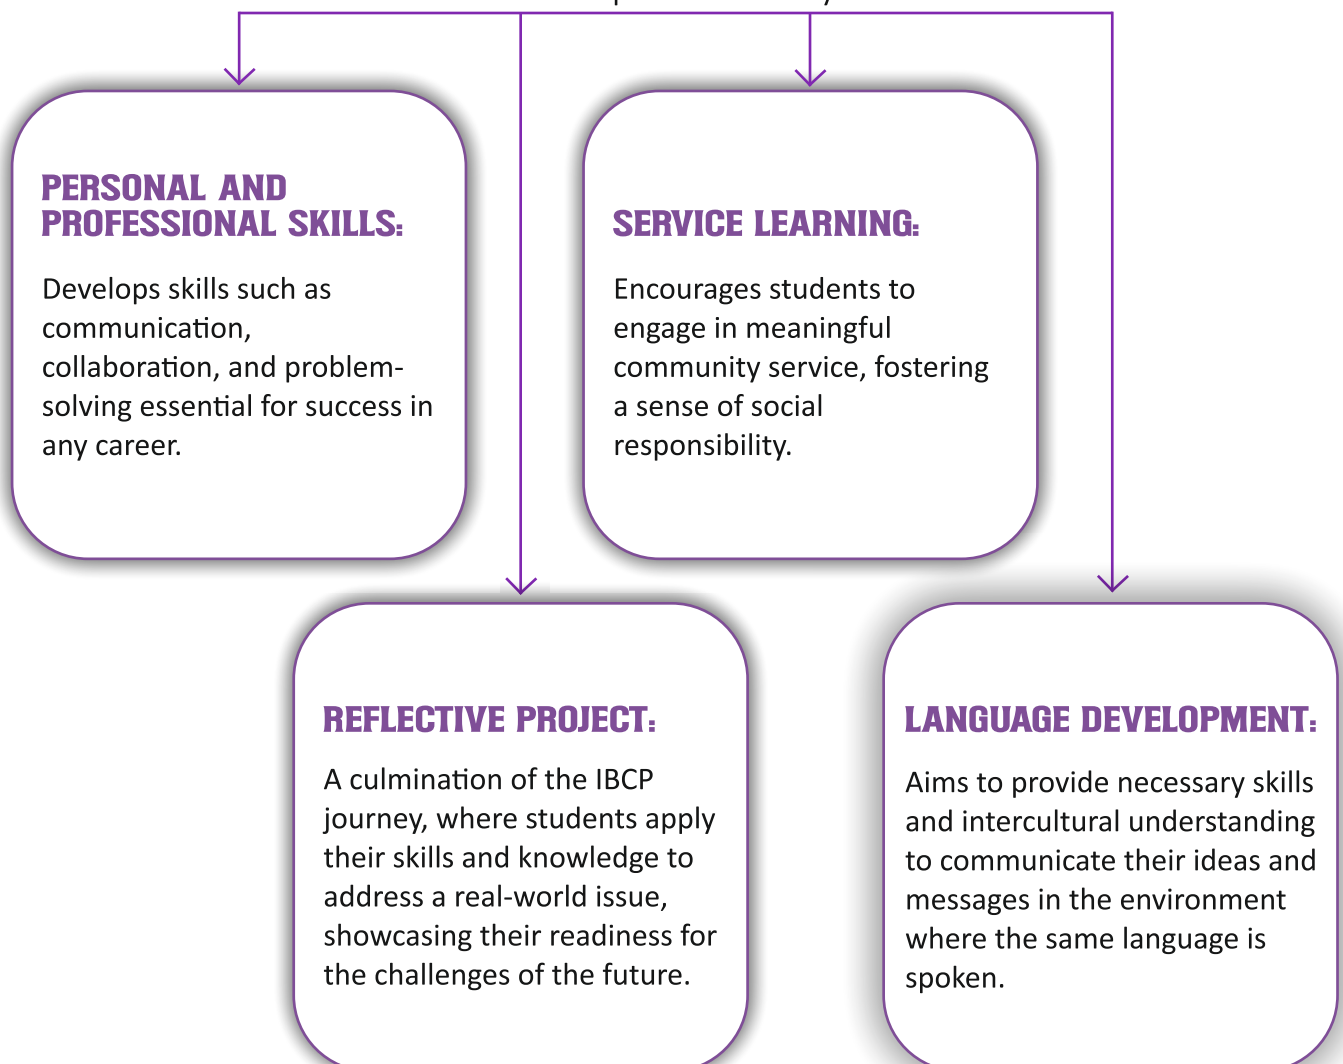 PERSONAL AND
PROFESSIONAL SKILLS:
Develops skills such as
communication,
collaboration, and problem-
solving essential for success in
any career.
SERVICE LEARNING:
Encourages students to
engage in meaningful
community service, fostering
a sense of social
responsibility.
REFLECTIVE PROJECT:
A culmination of the IBCP
journey, where students apply
their skills and knowledge to
address a real-world issue,
showcasing their readiness for
the challenges of the future.
LANGUAGE DEVELOPMENT:
Aims to provide necessary skills
and intercultural understanding
to communicate their ideas and
messages in the environment
where the same language is
spoken.